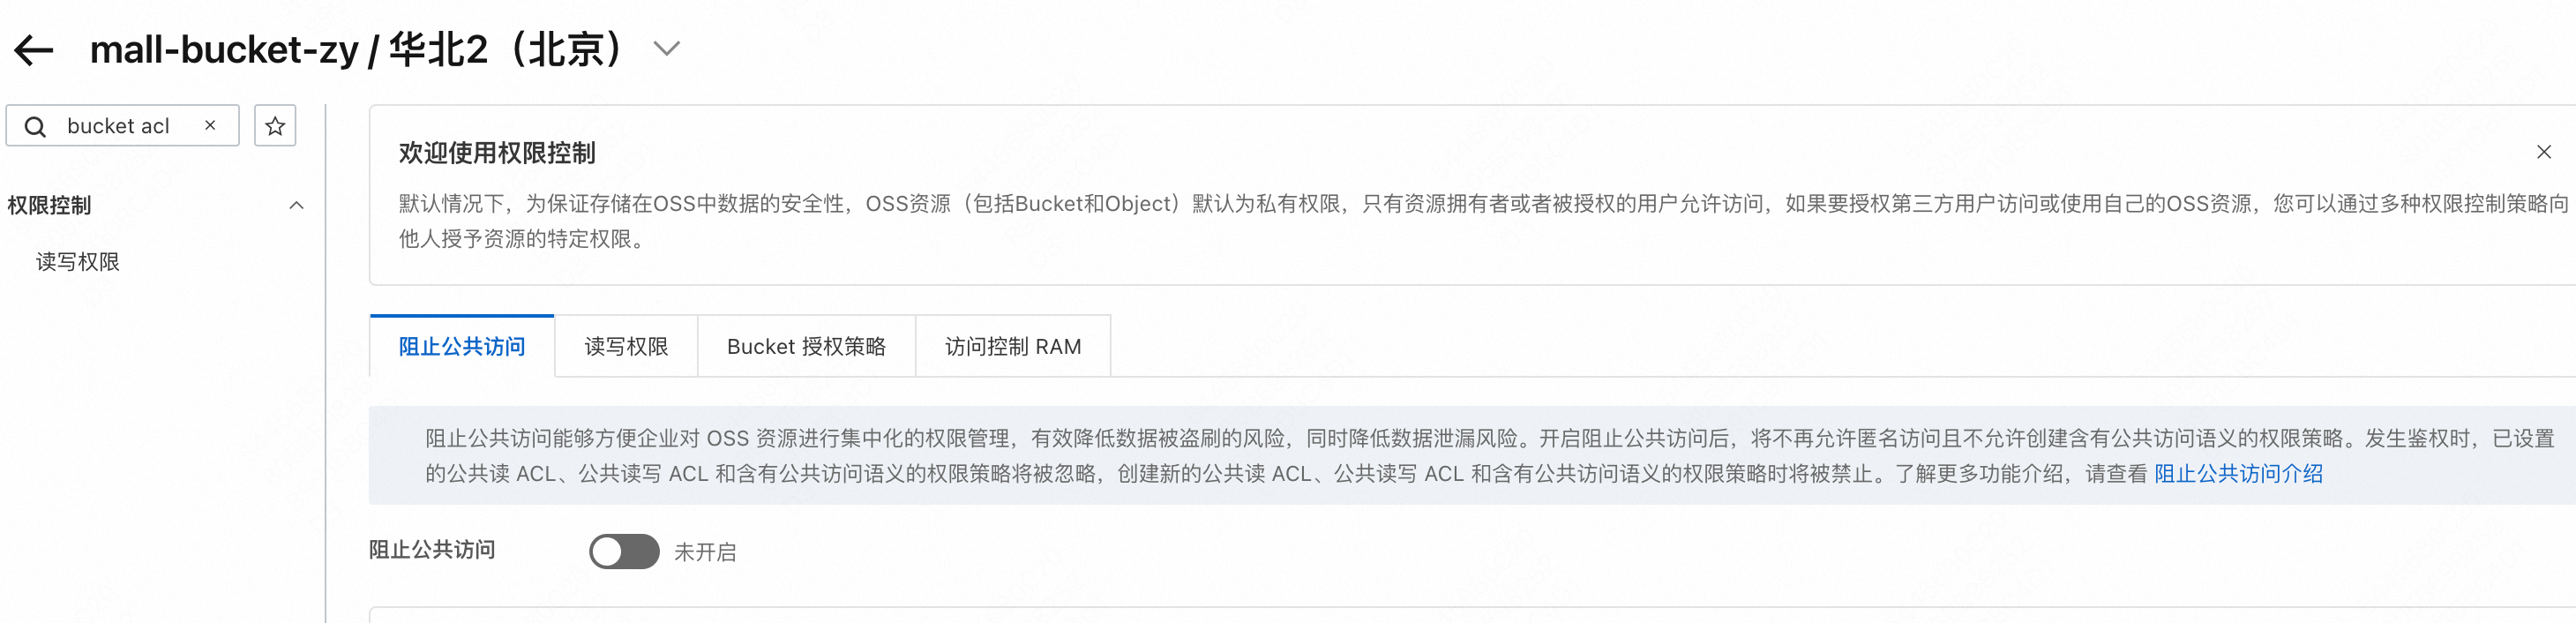 mall-bucket-zy / 华北2（北京）
bucket acl
权限控制
读写权限
欢迎使用权限控制
默认情况下，为保证存储在OSS中数据的安全性，OSS资源（包括Bucket和Object）默认为私有权限，只有资源拥有者或者被授权的用户允许访问，如果要授权第三方用户访问或使用自己的OSS资源，您可以通过多种权限控制策略向
他人授予资源的特定权限。
阻止公共访问
读写权限
Bucket 授权策略
访问控制 RAM
阻止公共访问能够方便企业对 OSS 资源进行集中化的权限管理，有效降低数据被盗刷的风险，同时降低数据泄漏风险。开启阻止公共访问后，将不再允许匿名访问且不允许创建含有公共访问语义的权限策略。发生鉴权时，已设置
的公共读 ACL、公共读写 ACL 和含有公共访问语义的权限策略将被忽略，创建新的公共读 ACL、公共读写 ACL 和含有公共访问语义的权限策略时将被禁止。了解更多功能介绍，请查看 阻止公共访问介绍
阻止公共访问
未开启